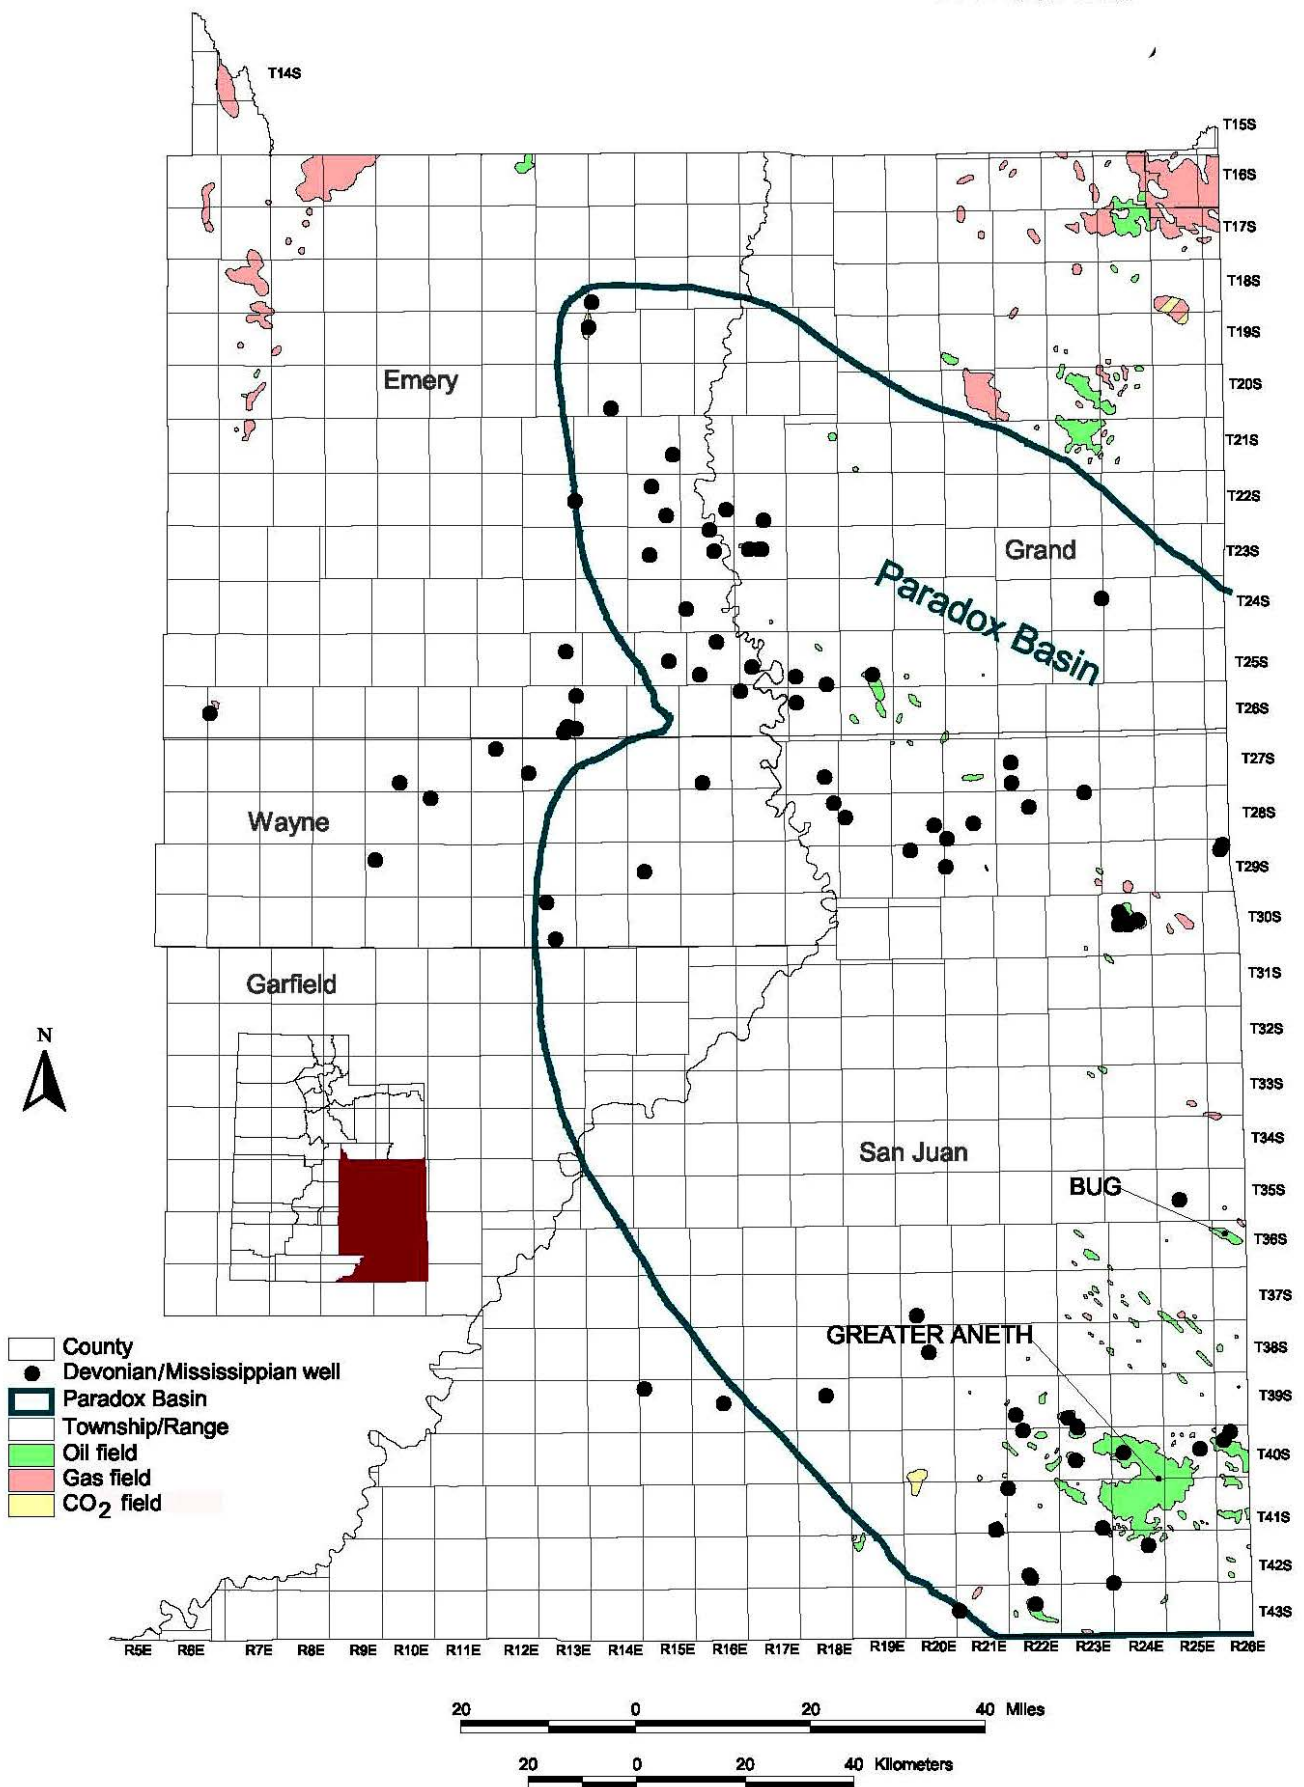 T14S
T15S
T16S
T17S
T18S
T19S
Emery
T20S
T21S
T22S
Grand
T23S
Paradox Basin
T24S
T25S
T26S
T27S
Wayne
T28S
T29S
T30S
Garfield
T31S
N
T32S
T33S
San Juan
T34S
BUG
T35S
T36S
T37S
GREATER ANETH
T38S
T39S
T40S
T41S
T42S
T43S
County
Devonian/Mississippian well
Paradox Basin
Township/Range
Oil field
Gas field
CO2 field
R5E R6E R7E R8E R9E R10E R11E R12E R13E R14E R15E R16E R17E R18E R19E R20E R21E R22E R23E R24E R25E R26E
20 0 20 40 Miles
20 0 20 40 Kilometers